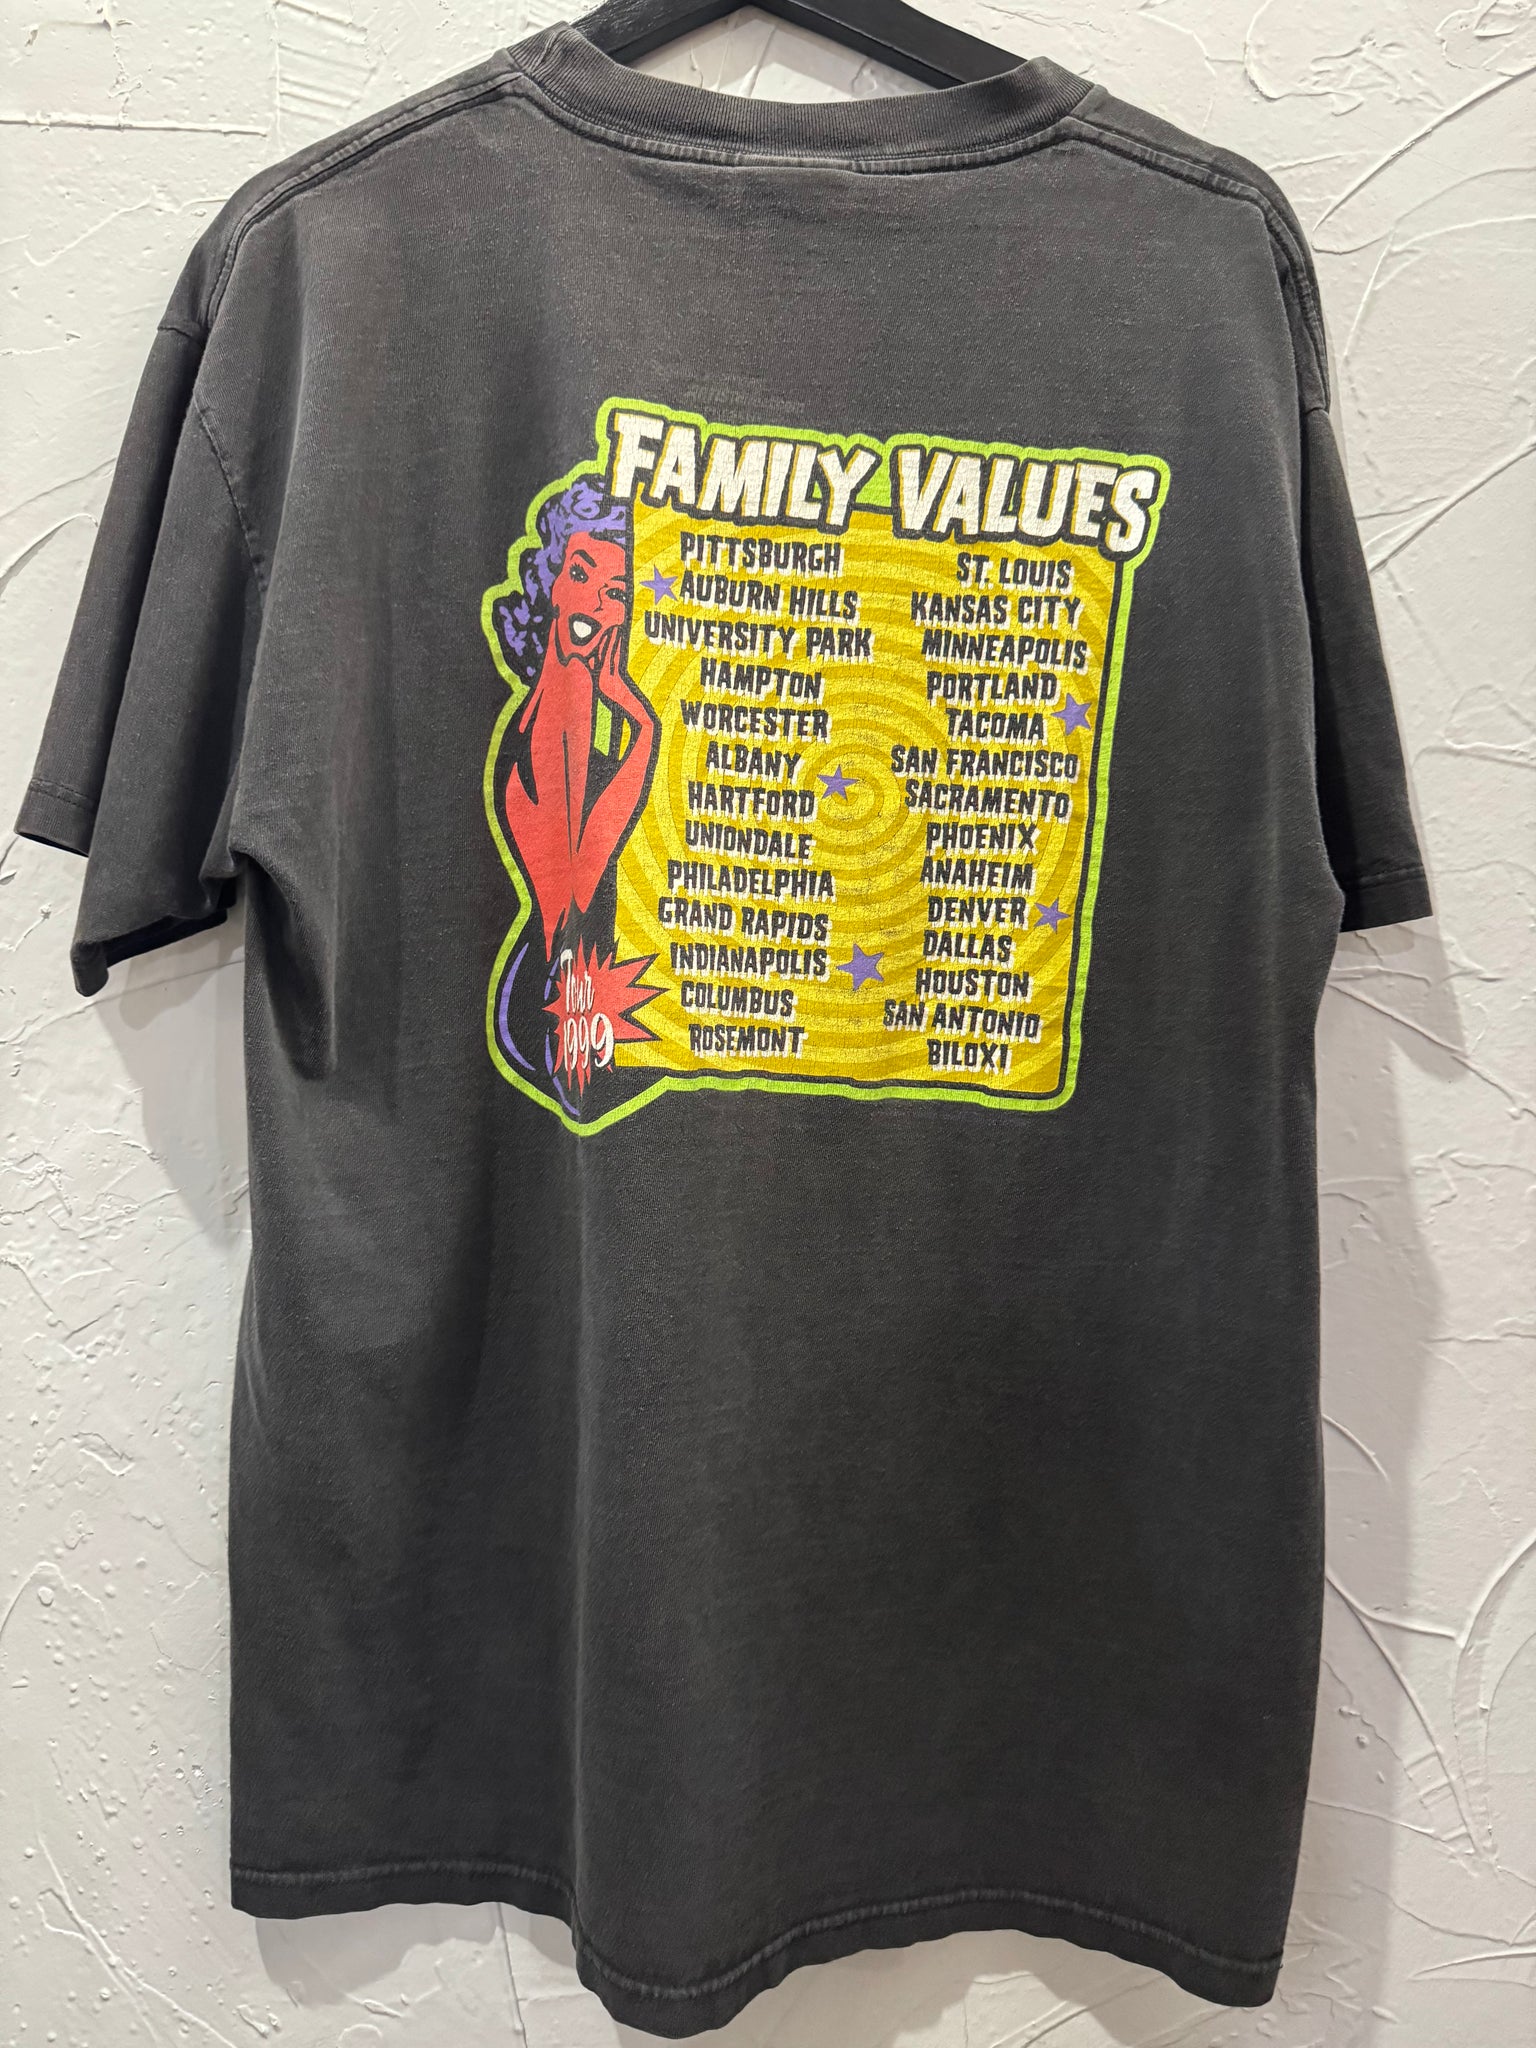 FAMILY VALUES
PITTSBURGH
AUBURN HILLS
UNIVERSITY PARK
HAMPTON
WORCESTER
ALBANY
HARTFORD
UNIONDALE
PHILADELPHIA
GRAND RAPIDS
INDIANAPOLIS
COLUMBUS
ROSEMONT
ST. LOUIS
KANSAS CITY
MINNEAPOLIS
PORTLAND
TACOMA
SAN FRANCISCO
SACRAMENTO
PHOENIX
ANAHEIM
DENVER
DALLAS
HOUSTON
SAN ANTONIO
BILOXI
Tour
1999